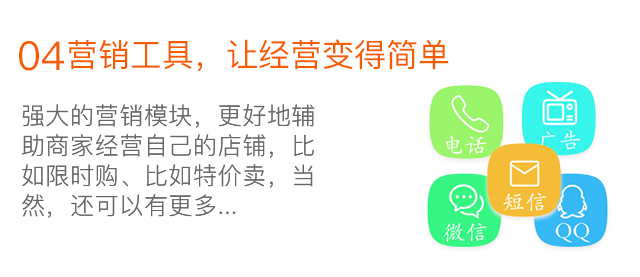 04营销工具，让经营变得简单
强大的营销模块，更好地辅
助商家经营自己的店铺，比
如限时购、比如特价卖，当
然，还可以有更多...
电话
广告
短信
微信
QQ